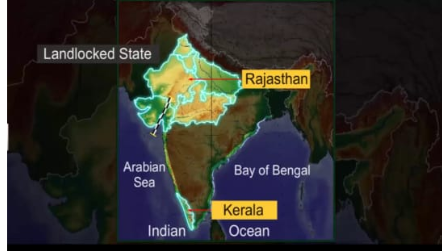 Landlocked State
Rajasthan
Arabian
Sea
Bay of Bengal
Kerala
Indian Ocean